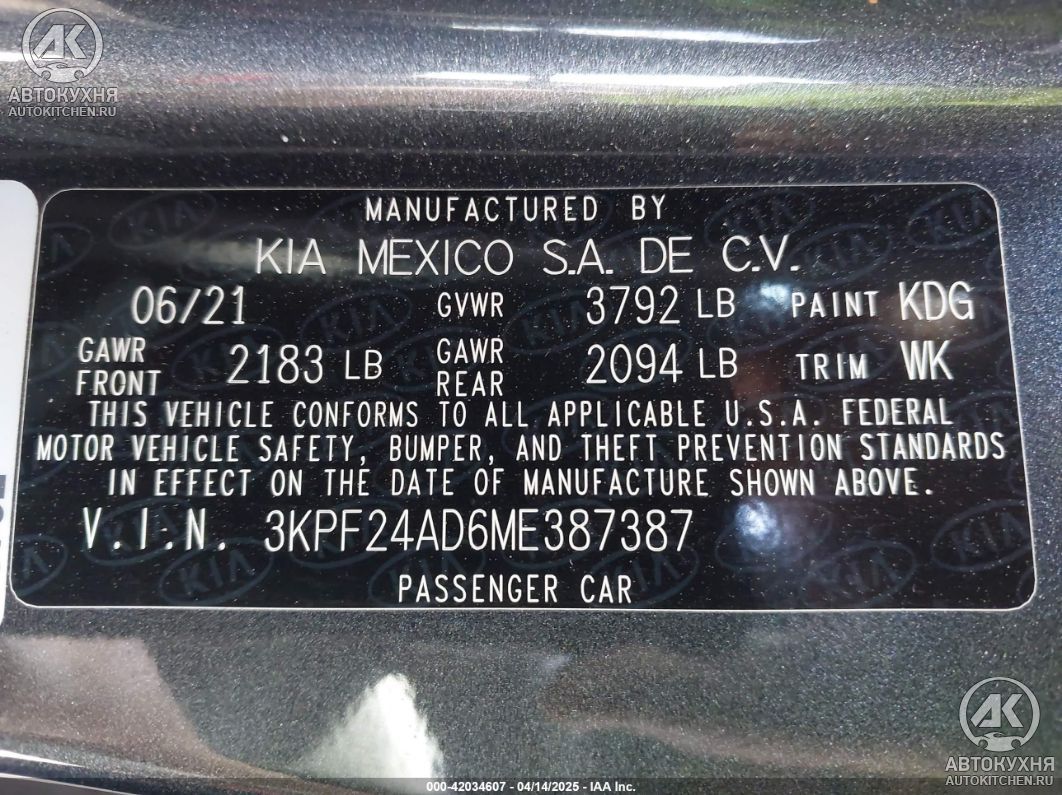 АВТОКУХНЯ
AUTOKITCHEN.RU
MANUFACTURED BY
KIA MEXICO S.A. DE C.V.
06/21 GVWR 3792 LB PAINT KDG
GAWR FRONT 2183 LB GAWR REAR 2094 LB TRIM WK
THIS VEHICLE CONFORMS TO ALL APPLICABLE U.S.A. FEDERAL
MOTOR VEHICLE SAFETY, BUMPER, AND THEFT PREVENTION STANDARDS
IN EFFECT ON THE DATE OF MANUFACTURE SHOWN ABOVE.
V.I.N. 3KPF24AD6ME387387
PASSENGER CAR
АВТОКУХНЯ
AUTOKITCHEN.RU
000-42034607 - 04/14/2025 - IAA Inc.